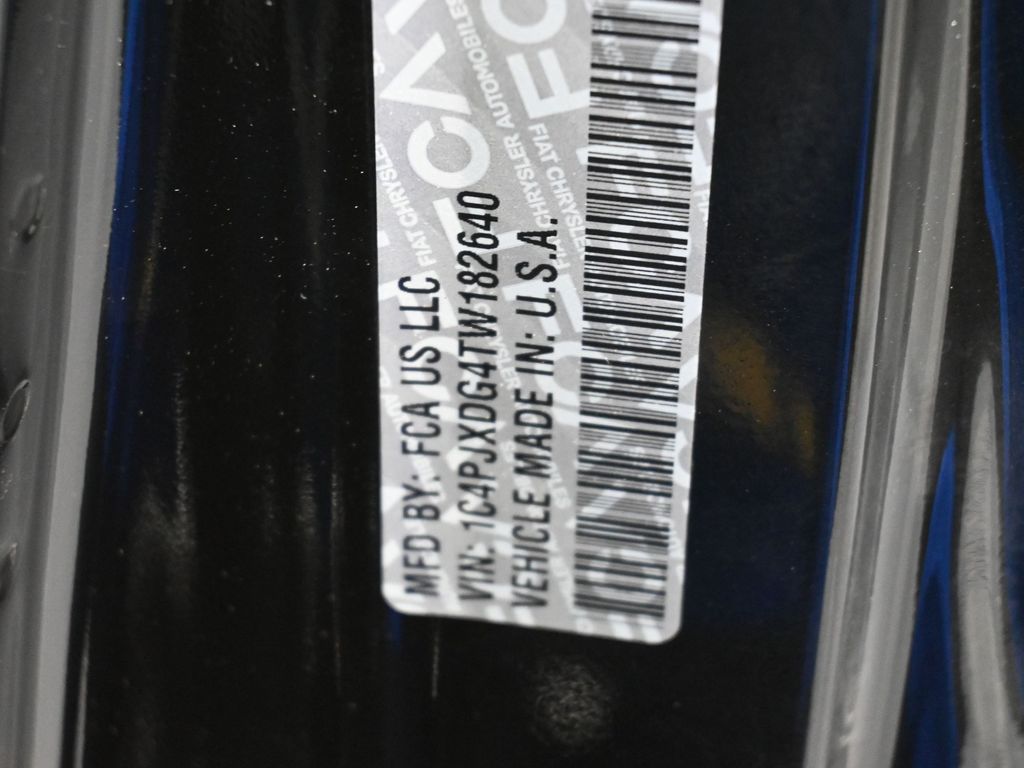 MFD BY: FCA US LLC
VIN: 1C4PJXDG4TW182640
VEHICLE MADE IN: U.S.A.